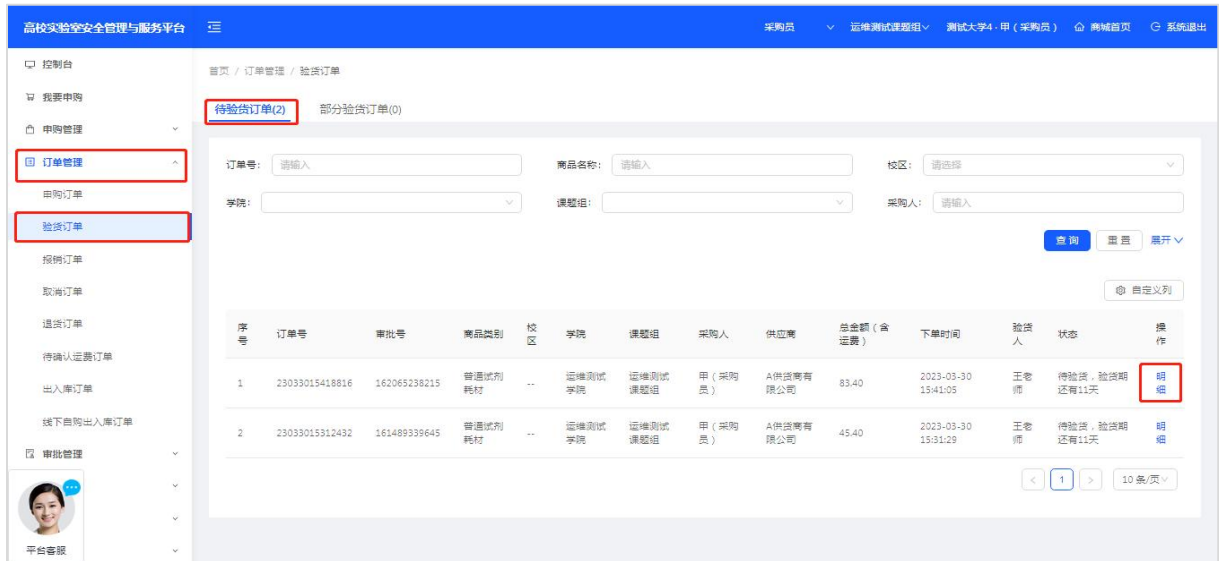 高校实验室安全管理与服务平台 采购员 运维测试课题组 测试大学4 - 甲（采购员） 商城首页 系统退出
控制台
我要申购
申购管理
订单管理
申购订单
验货订单
报销订单
取消订单
退货订单
待确认运费订单
出入库订单
线下自购出入库订单
审批管理
平台客服
首页 / 订单管理 / 验货订单
待验货订单(2) 部分验货订单(0)
订单号： 请输入 商品名称： 请输入 校区： 请选择
学院： 课题组： 采购人： 请输入
查询 重置 展开
自定义列
序号 订单号 审批号 商品类别 校区 学院 课题组 采购人 供应商 总金额（含运费） 下单时间 验货人 状态 操作
1 23033015418816 162065238215 普通试剂耗材 -- 运维测试学院 运维测试课题组 甲（采购员） A供货商有限公司 83.40 2023-03-30 15:41:05 王老师 待验货，验货期还有11天 明细
2 23033015312432 161489339645 普通试剂耗材 -- 运维测试学院 运维测试课题组 甲（采购员） A供货商有限公司 45.40 2023-03-30 15:31:29 王老师 待验货，验货期还有11天 明细
< 1 > 10 条/页